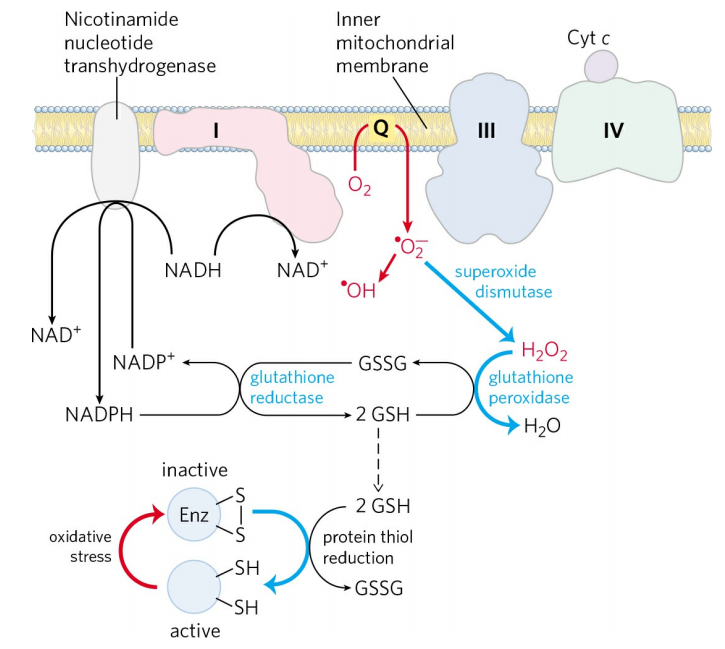 Nicotinamide
nucleotide
transhydrogenase
Inner
mitochondrial
membrane
Cyt c
I
Q
III
IV
O₂
•O₂⁻
•OH
NADH
NAD⁺
superoxide
dismutase
NAD⁺
H₂O₂
NADP⁺
GSSG
glutathione
reductase
glutathione
peroxidase
NADPH
2 GSH
H₂O
inactive
Enz
S
S
2 GSH
oxidative
stress
protein thiol
reduction
SH
SH
GSSG
active